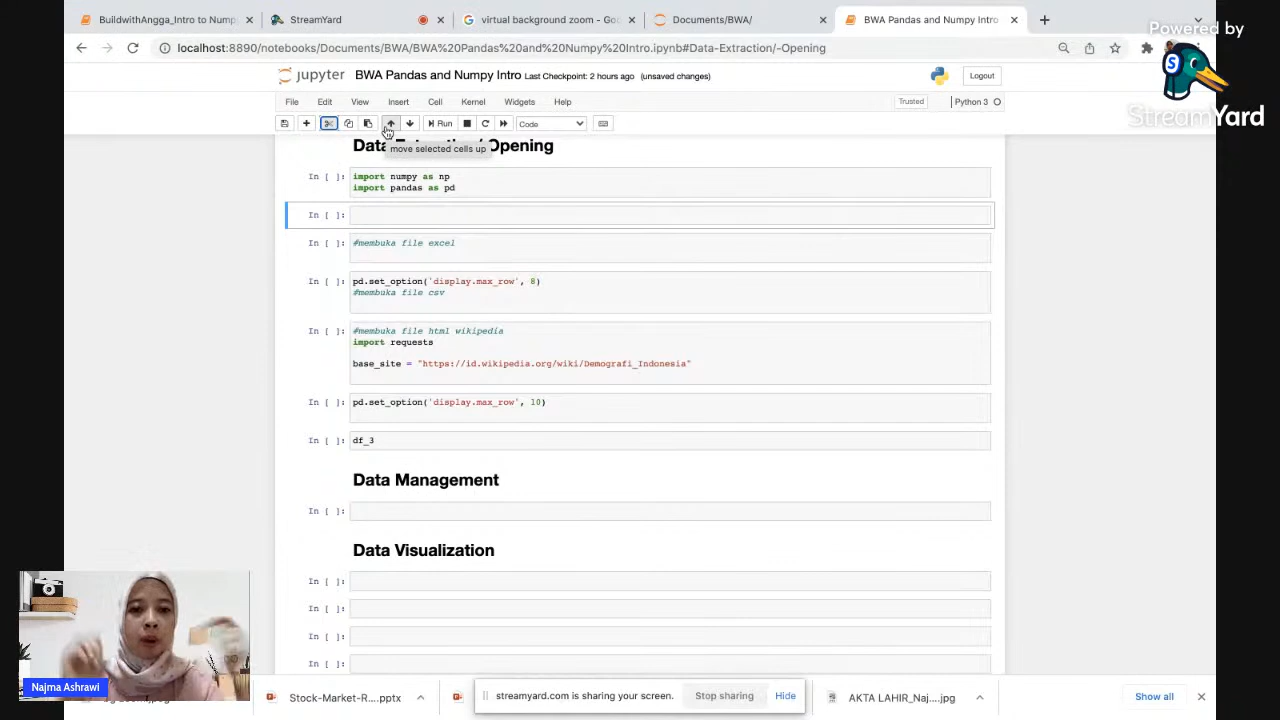 BuildwithAngga_Intro to Nump
StreamYard
virtual background zoom - Goo
Documents/BWA/
BWA Pandas and Numpy Intro
localhost:8890/notebooks/Documents/BWA/BWA%20Pandas%20and%20Numpy%20Intro.ipynb#Data-Extraction/-Opening
Powered by
StreamYard
jupyter BWA Pandas and Numpy Intro Last Checkpoint: 2 hours ago (unsaved changes)
Logout
File Edit View Insert Cell Kernel Widgets Help
Trusted
Python 3
Run
Code
move selected cells up
Data Extraction/ Opening
In [ ]: import numpy as np
import pandas as pd
In [ ]:
In [ ]: #membuka file excel
In [ ]: pd.set_option('display.max_row', 8)
#membuka file csv
In [ ]: #membuka file html wikipedia
import requests
base_site = "https://id.wikipedia.org/wiki/Demografi_Indonesia"
In [ ]: pd.set_option('display.max_row', 10)
In [ ]: df_3
Data Management
In [ ]:
Data Visualization
In [ ]:
In [ ]:
In [ ]:
In [ ]:
Najma Ashrawi
Stock-Market-R....pptx
streamyard.com is sharing your screen.
Stop sharing
Hide
AKTA LAHIR_Naj....jpg
Show all